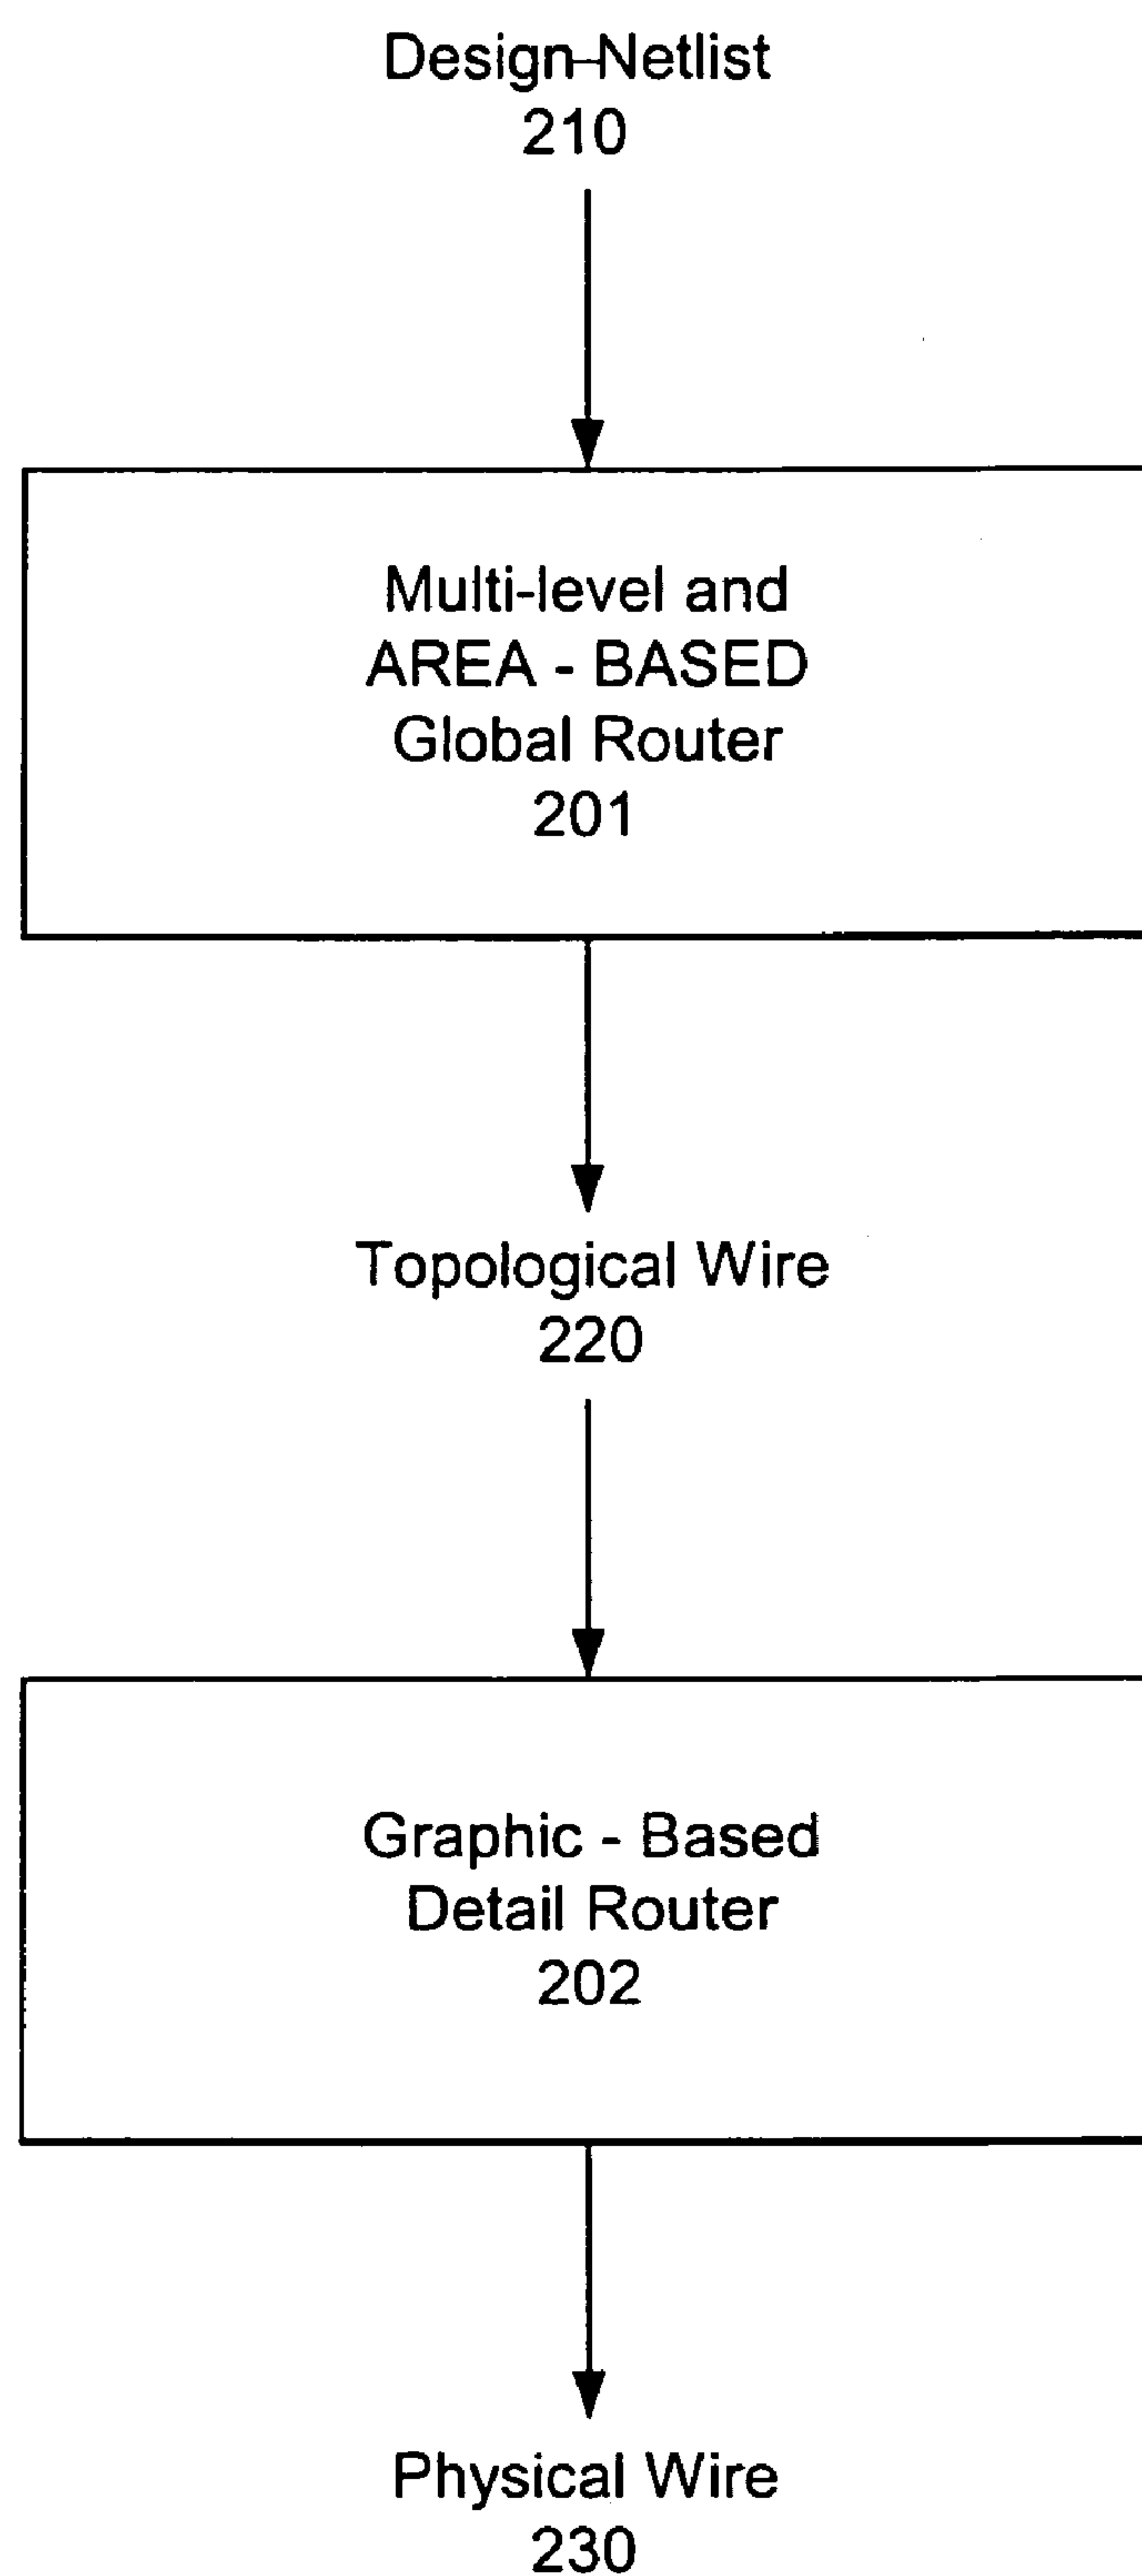 Design-Netlist
210
Multi-level and
AREA - BASED
Global Router
201
Topological Wire
220
Graphic - Based
Detail Router
202
Physical Wire
230